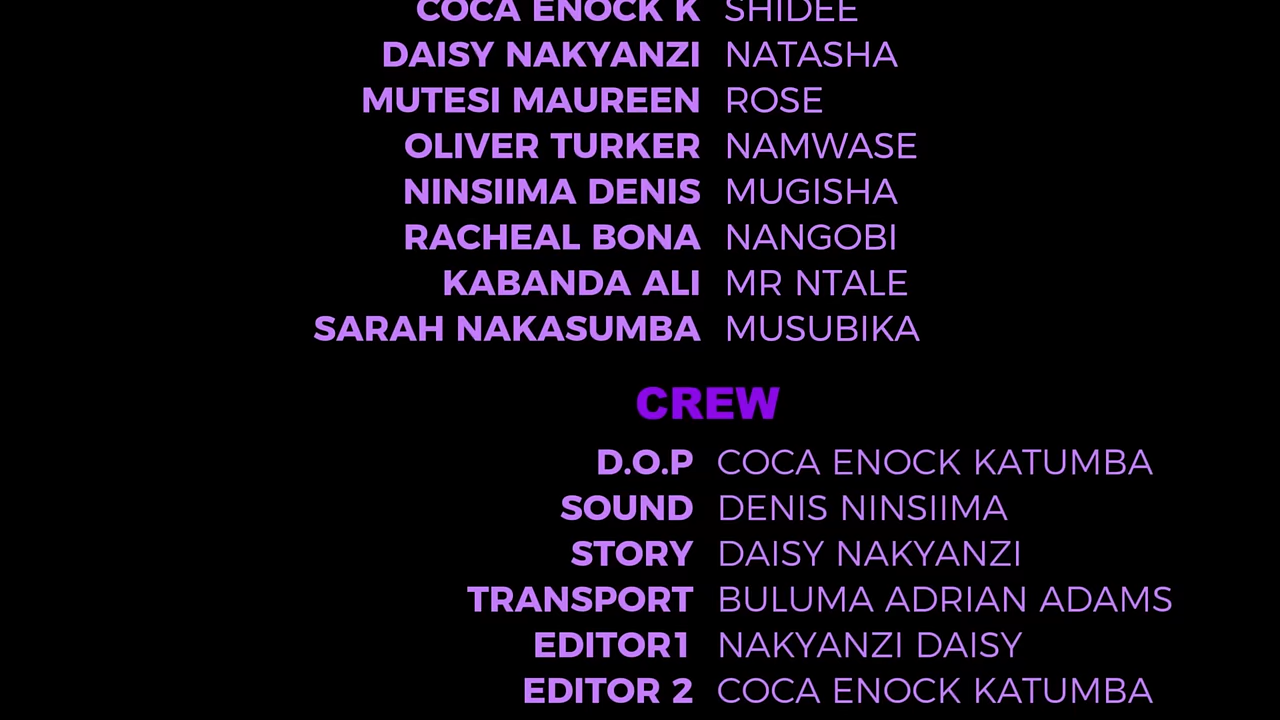 COCA ENOCK K SHIDEE
DAISY NAKYANZI NATASHA
MUTESI MAUREEN ROSE
OLIVER TURKER NAMWASE
NINSIIMA DENIS MUGISHA
RACHEAL BONA NANGOBI
KABANDA ALI MR NTALE
SARAH NAKASUMBA MUSUBIKA
CREW
D.O.P COCA ENOCK KATUMBA
SOUND DENIS NINSIIMA
STORY DAISY NAKYANZI
TRANSPORT BULUMA ADRIAN ADAMS
EDITOR1 NAKYANZI DAISY
EDITOR 2 COCA ENOCK KATUMBA